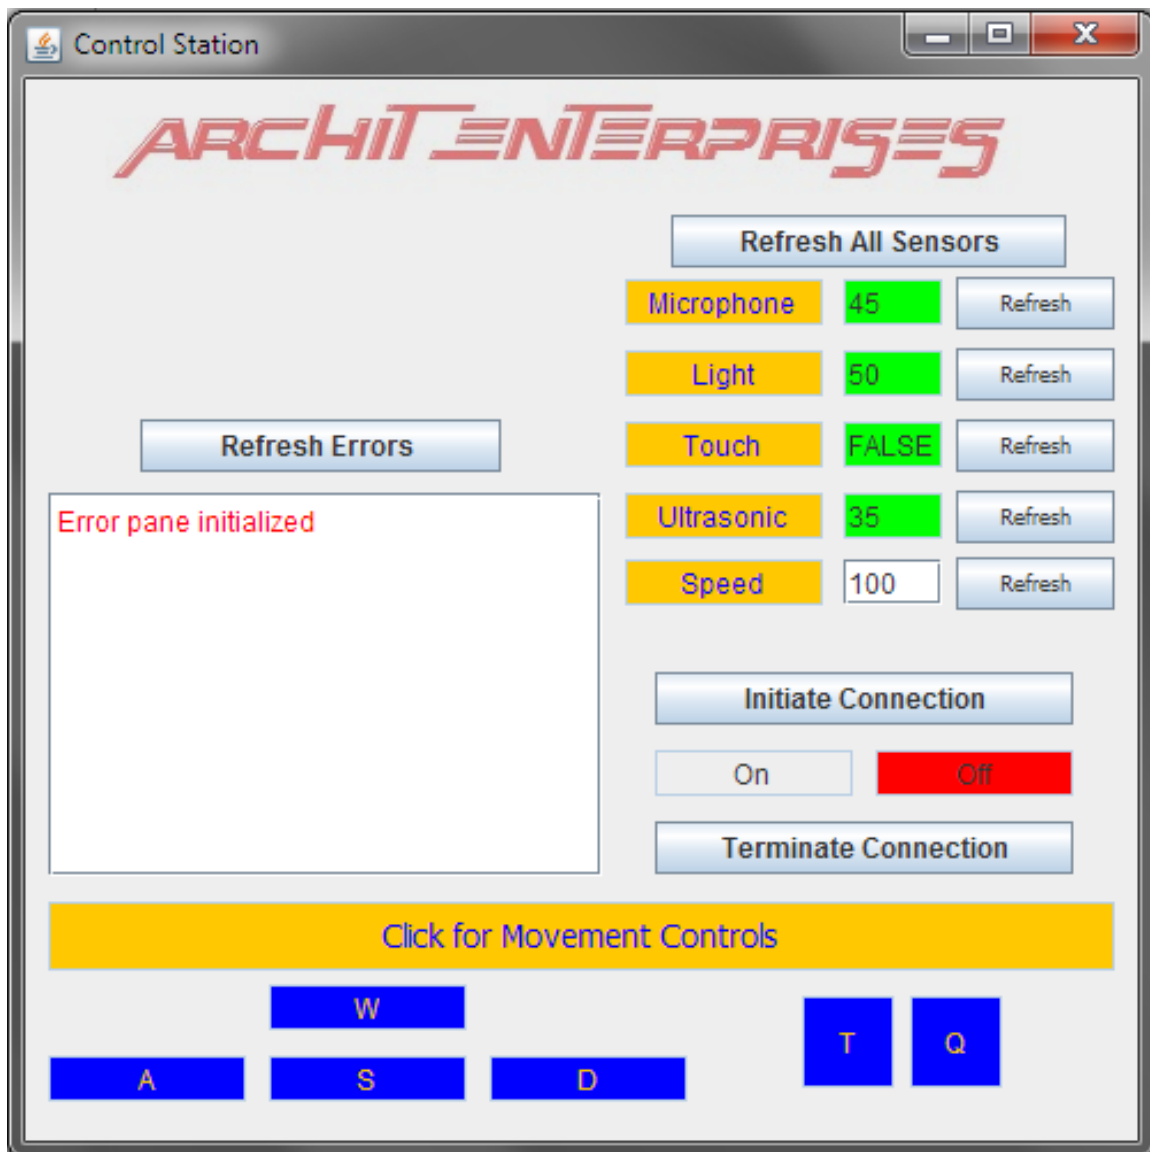 Control Station
ARCHIT ENTERPRISES
Refresh All Sensors
Microphone 45 Refresh
Light 50 Refresh
Touch FALSE Refresh
Ultrasonic 35 Refresh
Speed 100 Refresh
Refresh Errors
Error pane initialized
Initiate Connection
On Off
Terminate Connection
Click for Movement Controls
W
A S D
T Q